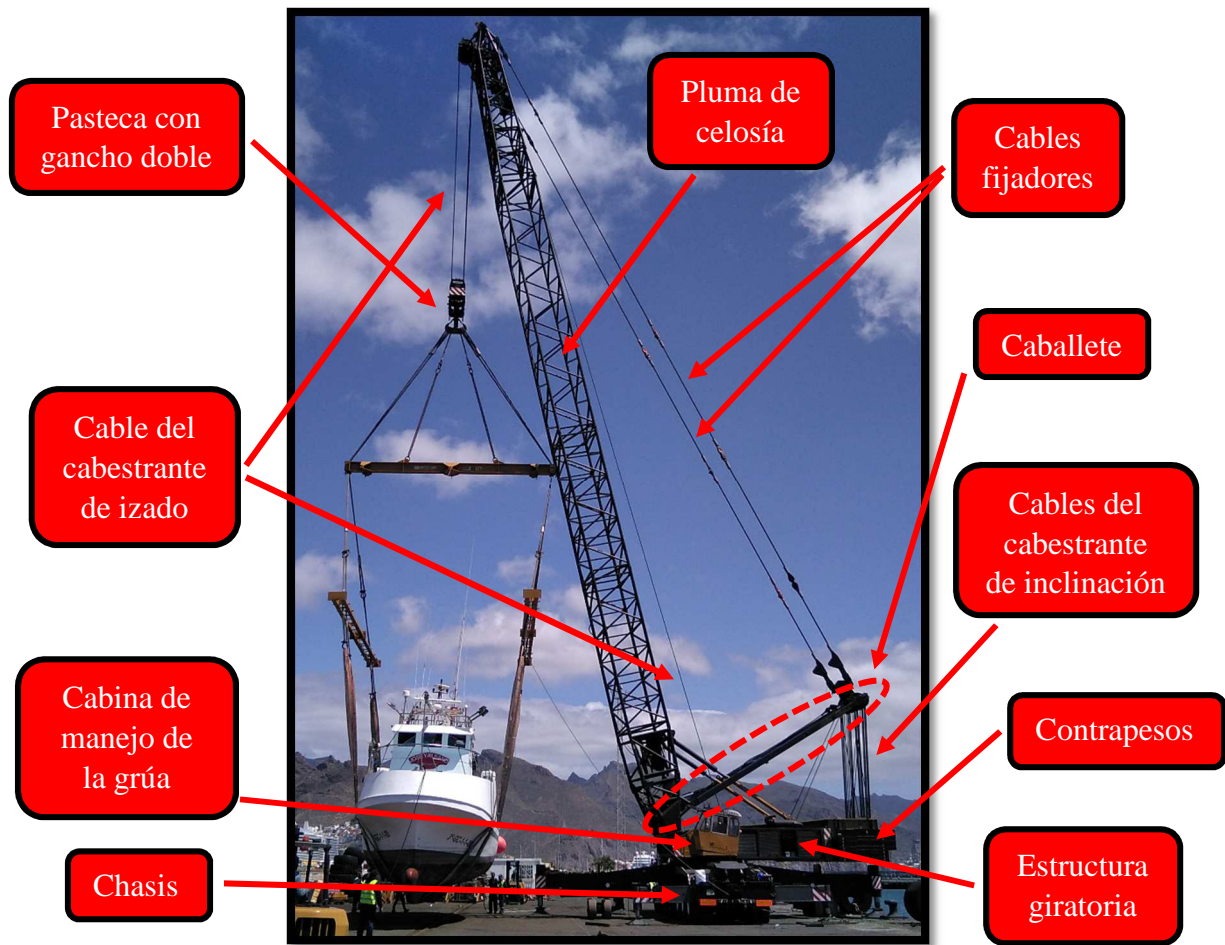 Pasteca con
gancho doble
Pluma de
celosía
Cables
fijadores
Caballete
Cable del
cabestrante
de izado
Cables del
cabestrante
de inclinación
Cabina de
manejo de
la grúa
Contrapesos
Chasis
Estructura
giratoria